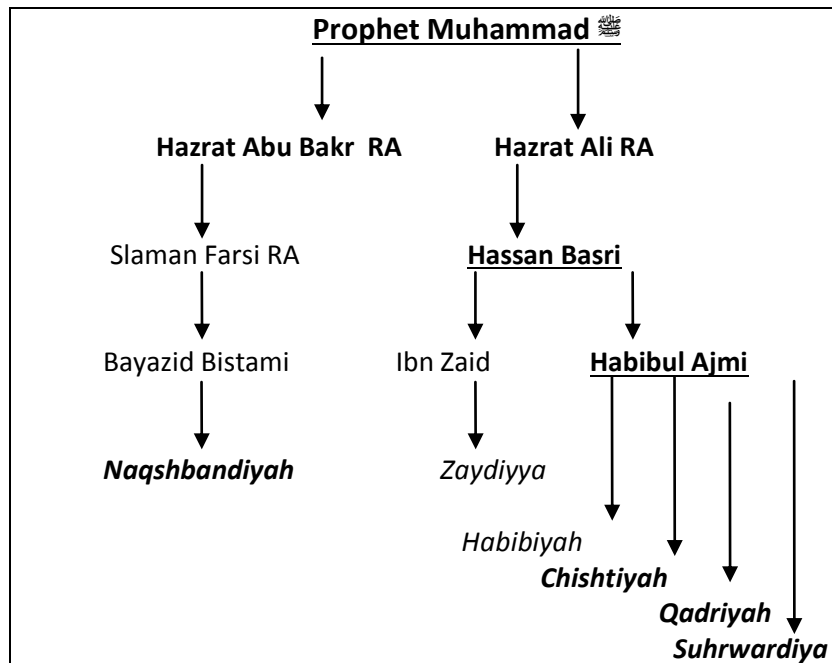 Prophet Muhammad ﷺ
Hazrat Abu Bakr RA Hazrat Ali RA
Slaman Farsi RA Hassan Basri
Bayazid Bistami Ibn Zaid Habibul Ajmi
Naqshbandiyah Zaydiyya
Habibiyah
Chishtiyah
Qadriyah
Suhrwardiya